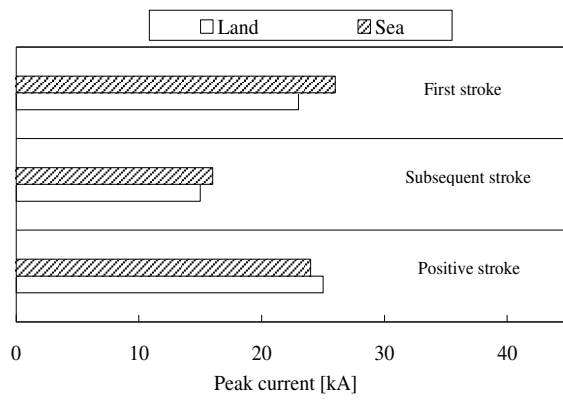 Land Sea
First stroke
Subsequent stroke
Positive stroke
0 10 20 30 40
Peak current [kA]